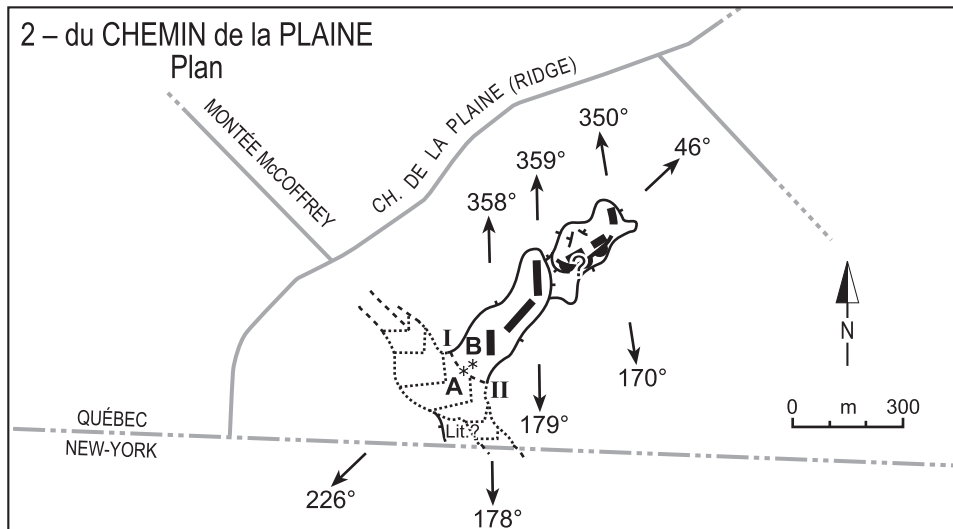 2 – du CHEMIN de la PLAINE
Plan
MONTÉE McCOFFREY
CH. DE LA PLAINE (RIDGE)
350°
46°
359°
358°
?
I
B
A
II
N
170°
179°
0 m 300
QUÉBEC
NEW-YORK
Lit.?
226°
178°